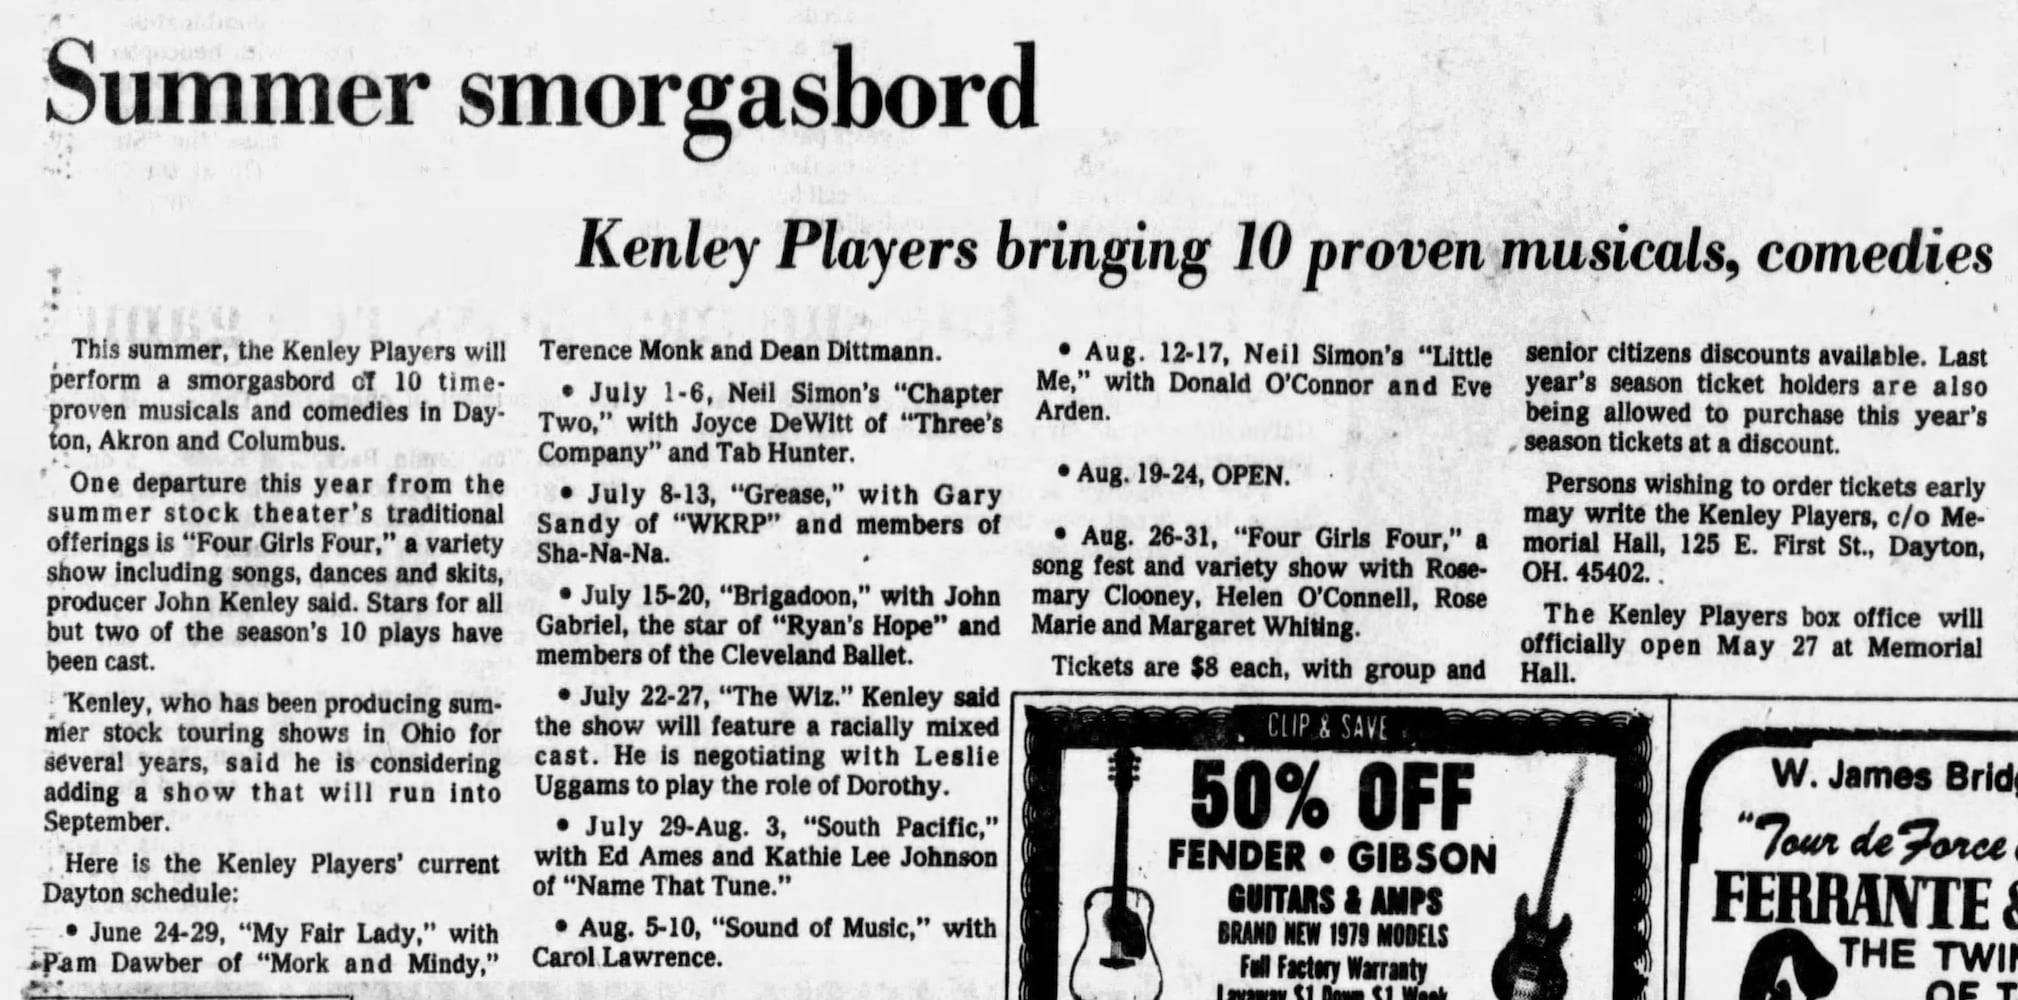 Summer smorgasbord
Kenley Players bringing 10 proven musicals, comedies
This summer, the Kenley Players will
perform a smorgasbord of 10 time-
proven musicals and comedies in Day-
ton, Akron and Columbus.
One departure this year from the
summer stock theater's traditional
offerings is "Four Girls Four," a variety
show including songs, dances and skits,
producer John Kenley said. Stars for all
but two of the season's 10 plays have
been cast.
Kenley, who has been producing sum-
mer stock touring shows in Ohio for
several years, said he is considering
adding a show that will run into
September.
Here is the Kenley Players' current
Dayton schedule:
• June 24-29, "My Fair Lady," with
Pam Dawber of "Mork and Mindy,"
Terence Monk and Dean Dittmann.
• July 1-6, Neil Simon's "Chapter
Two," with Joyce DeWitt of "Three's
Company" and Tab Hunter.
• July 8-13, "Grease," with Gary
Sandy of "WKRP" and members of
Sha-Na-Na.
• July 15-20, "Brigadoon," with John
Gabriel, the star of "Ryan's Hope" and
members of the Cleveland Ballet.
• July 22-27, "The Wiz." Kenley said
the show will feature a racially mixed
cast. He is negotiating with Leslie
Uggams to play the role of Dorothy.
• July 29-Aug. 3, "South Pacific,"
with Ed Ames and Kathie Lee Johnson
of "Name That Tune."
• Aug. 5-10, "Sound of Music," with
Carol Lawrence.
• Aug. 12-17, Neil Simon's "Little
Me," with Donald O'Connor and Eve
Arden.
• Aug. 19-24, OPEN.
• Aug. 26-31, "Four Girls Four," a
song fest and variety show with Rose-
mary Clooney, Helen O'Connell, Rose
Marie and Margaret Whiting.
Tickets are $8 each, with group and
senior citizens discounts available. Last
year's season ticket holders are also
being allowed to purchase this year's
season tickets at a discount.
Persons wishing to order tickets early
may write the Kenley Players, c/o Me-
morial Hall, 125 E. First St., Dayton,
OH. 45402.
The Kenley Players box office will
officially open May 27 at Memorial
Hall.
CLIP & SAVE
50% OFF
FENDER • GIBSON
GUITARS & AMPS
BRAND NEW 1979 MODELS
Full Factory Warranty
Layaway $1 Down $1 Week
W. James Bridg
"Tour de Force
FERRANTE &
THE TWIN
OF T